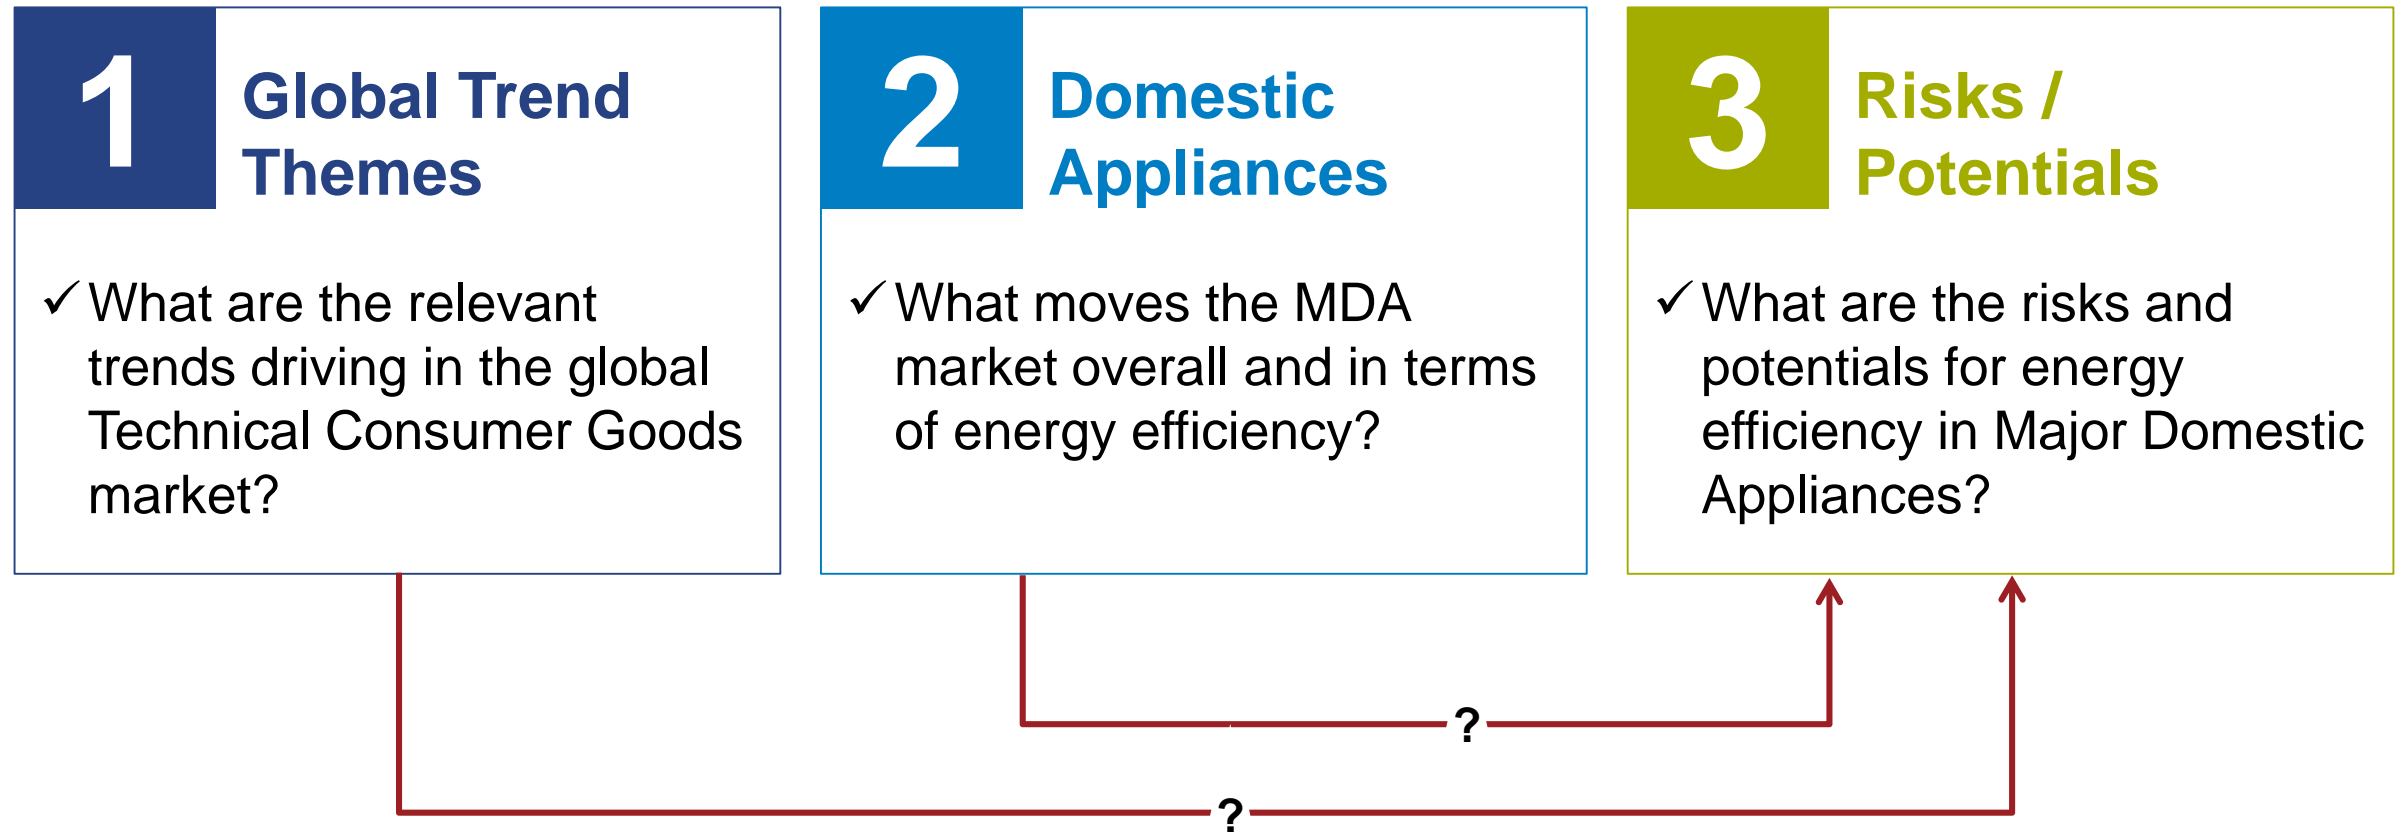 1
Global Trend
Themes
✓ What are the relevant
trends driving in the global
Technical Consumer Goods
market?
2
Domestic
Appliances
✓ What moves the MDA
market overall and in terms
of energy efficiency?
3
Risks /
Potentials
✓ What are the risks and
potentials for energy
efficiency in Major Domestic
Appliances?
?
?